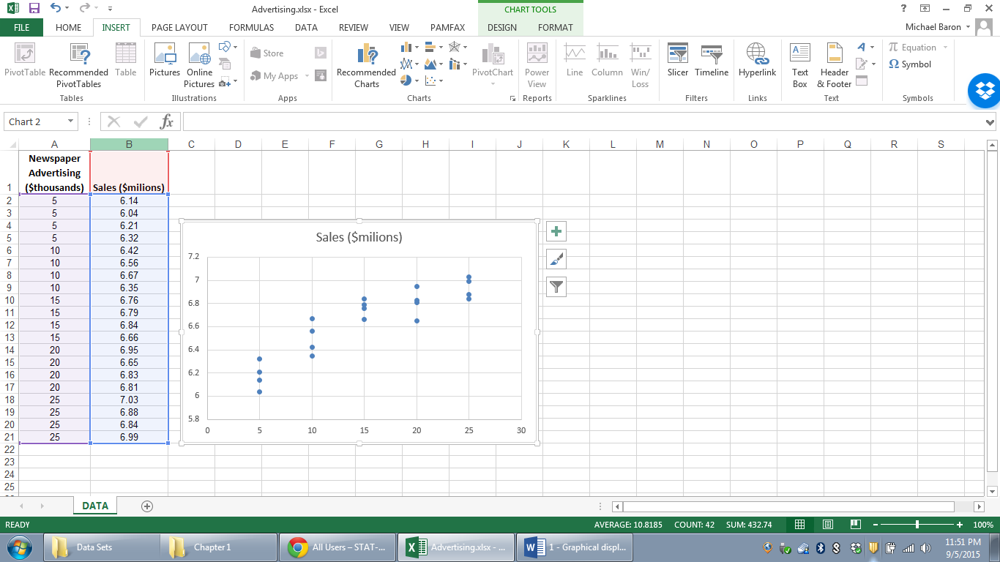 Advertising.xlsx - Excel
CHART TOOLS
?
FILE HOME INSERT PAGE LAYOUT FORMULAS DATA REVIEW VIEW PAMFAX DESIGN FORMAT Michael Baron
PivotTable Recommended PivotTables Table
Tables
Pictures Online Pictures
Illustrations
Store
My Apps
Apps
Recommended Charts
PivotChart
Charts
Power View
Reports
Line Column Win/ Loss
Sparklines
Slicer Timeline
Filters
Hyperlink
Links
Text Box Header & Footer
Text
π Equation
Ω Symbol
Symbols
Chart 2
fx
A B C D E F G H I J K L M N O P Q R S
Newspaper
Advertising
1 ($thousands) Sales ($milions)
2 5 6.14
3 5 6.04
4 5 6.21
5 5 6.32
6 10 6.42
7 10 6.56
8 10 6.67
9 10 6.35
10 15 6.76
11 15 6.79
12 15 6.84
13 15 6.66
14 20 6.95
15 20 6.65
16 20 6.83
17 20 6.81
18 25 7.03
19 25 6.88
20 25 6.84
21 25 6.99
22
23
24
25
Sales ($milions)
7.2
7
6.8
6.6
6.4
6.2
6
5.8
0 5 10 15 20 25 30
DATA
READY AVERAGE: 10.8185 COUNT: 42 SUM: 432.74 100%
Data Sets Chapter 1 All Users – STAT-... Advertising.xlsx - ... 1 - Graphical displ...
11:51 PM
9/5/2015